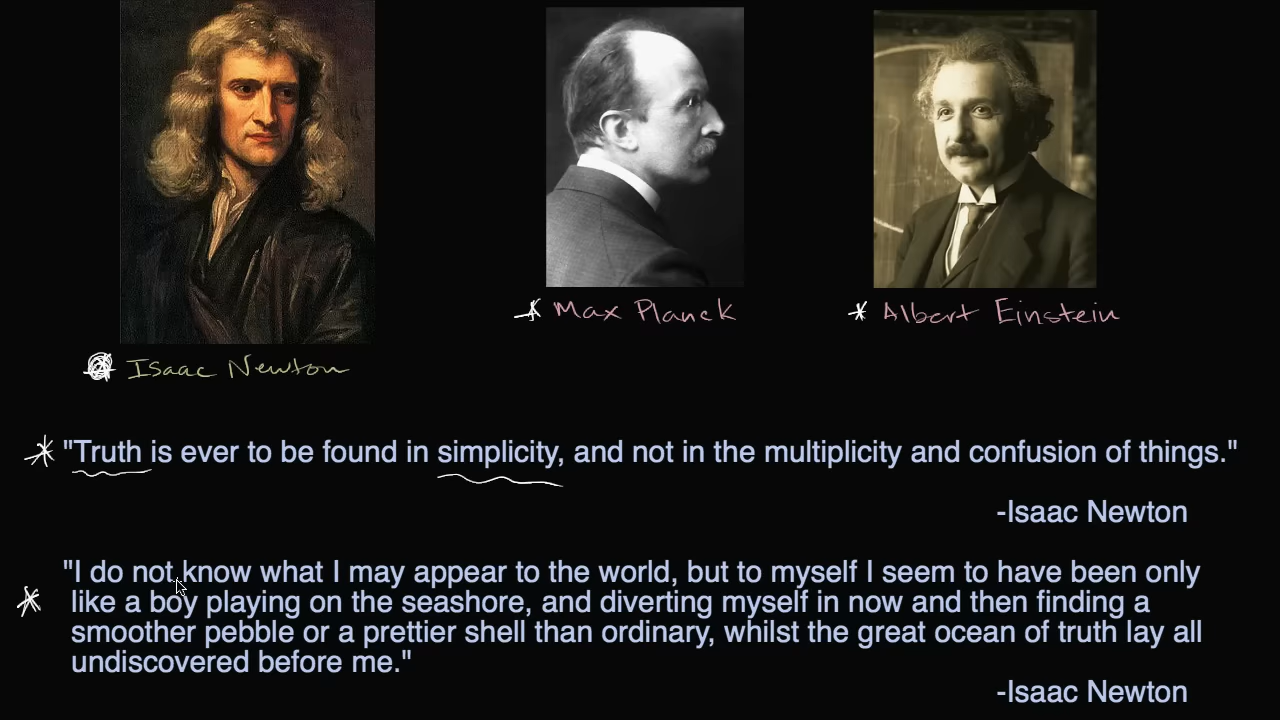 Max Planck
Albert Einstein
Isaac Newton
"Truth is ever to be found in simplicity, and not in the multiplicity and confusion of things."
-Isaac Newton
"I do not know what I may appear to the world, but to myself I seem to have been only
like a boy playing on the seashore, and diverting myself in now and then finding a
smoother pebble or a prettier shell than ordinary, whilst the great ocean of truth lay all
undiscovered before me."
-Isaac Newton